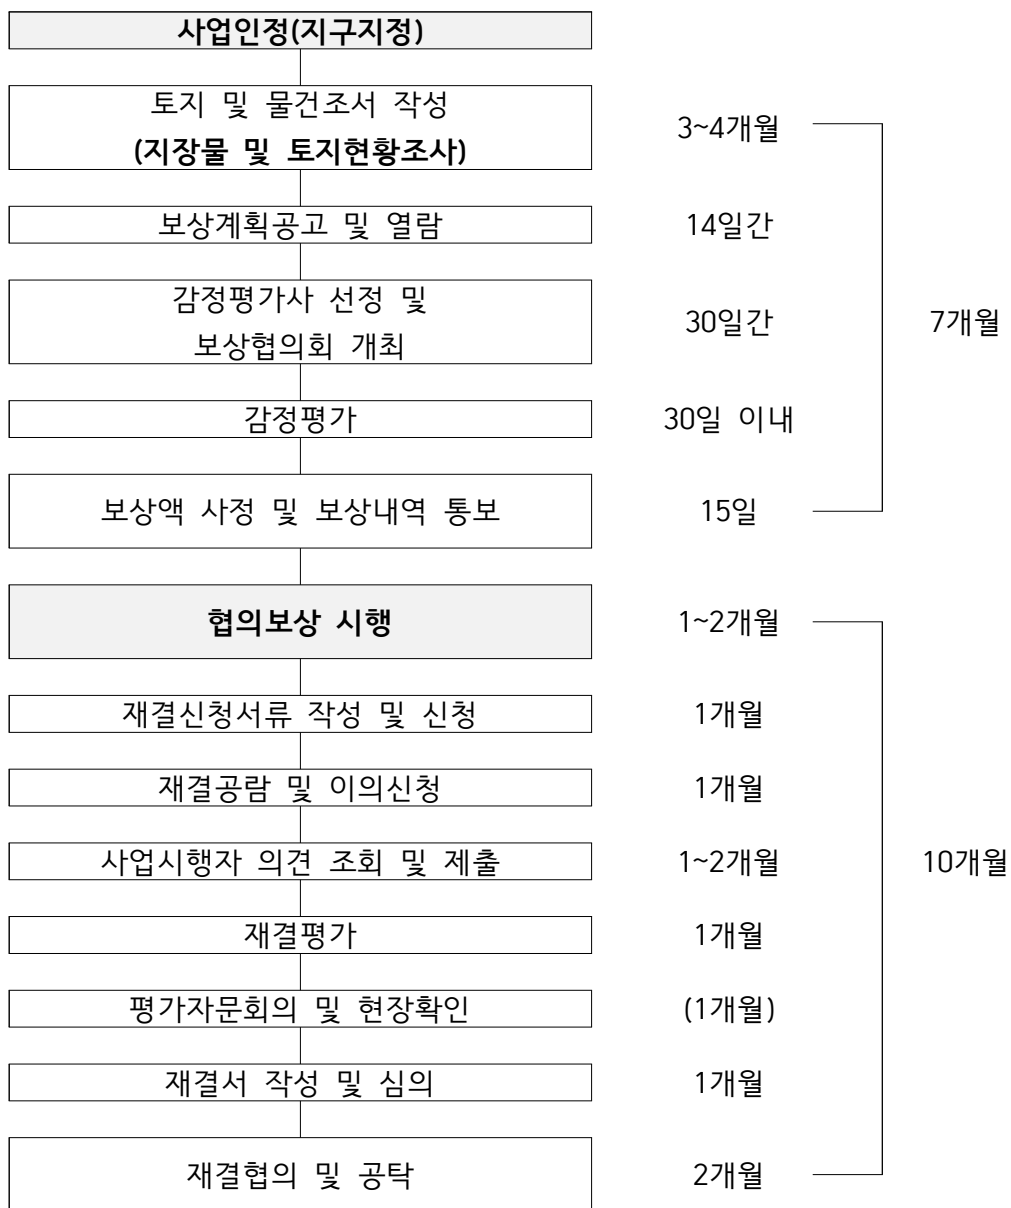 사업인정(지구지정)
토지 및 물건조서 작성
(지장물 및 토지현황조사)
3~4개월
보상계획공고 및 열람
14일간
감정평가사 선정 및
보상협의회 개최
30일간
7개월
감정평가
30일 이내
보상액 사정 및 보상내역 통보
15일
협의보상 시행
1~2개월
재결신청서류 작성 및 신청
1개월
재결공람 및 이의신청
1개월
사업시행자 의견 조회 및 제출
1~2개월
10개월
재결평가
1개월
평가자문회의 및 현장확인
(1개월)
재결서 작성 및 심의
1개월
재결협의 및 공탁
2개월